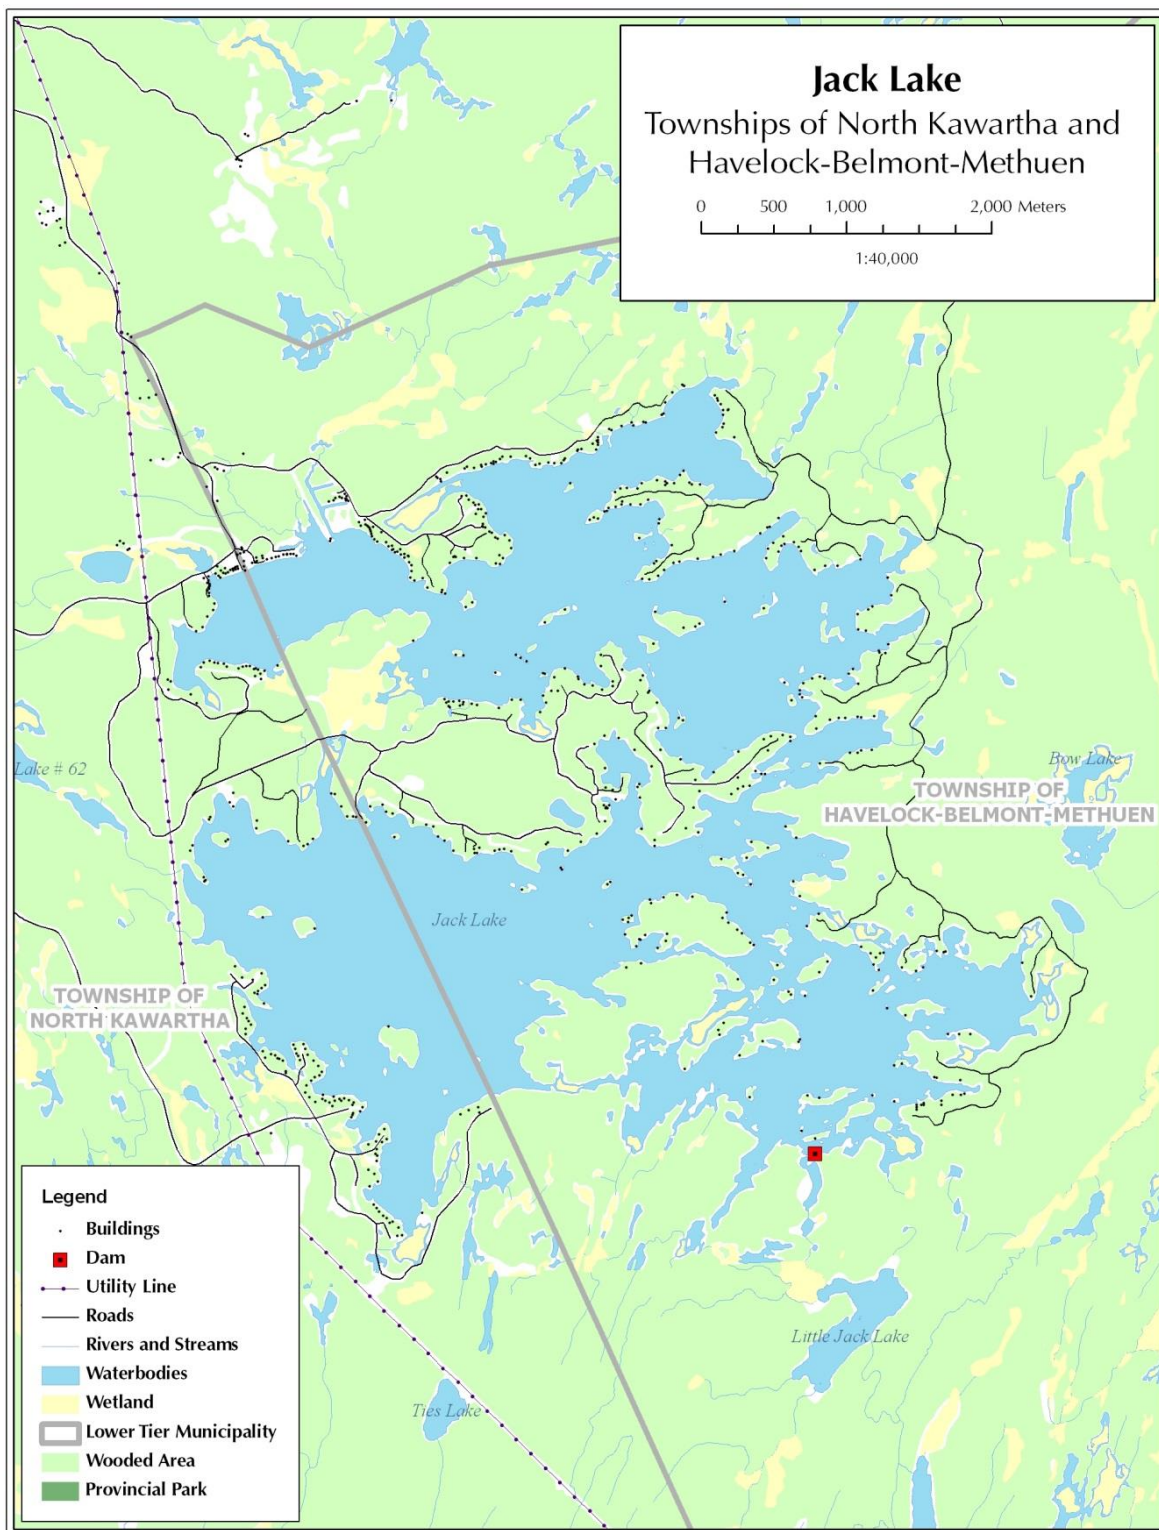 Jack Lake
Townships of North Kawartha and
Havelock-Belmont-Methuen
0 500 1,000 2,000 Meters
1:40,000
Lake # 62
Bow Lake
TOWNSHIP OF
HAVELOCK-BELMONT-METHUEN
Jack Lake
TOWNSHIP OF
NORTH KAWARTHA
Little Jack Lake
Ties Lake
Legend
Buildings
Dam
Utility Line
Roads
Rivers and Streams
Waterbodies
Wetland
Lower Tier Municipality
Wooded Area
Provincial Park